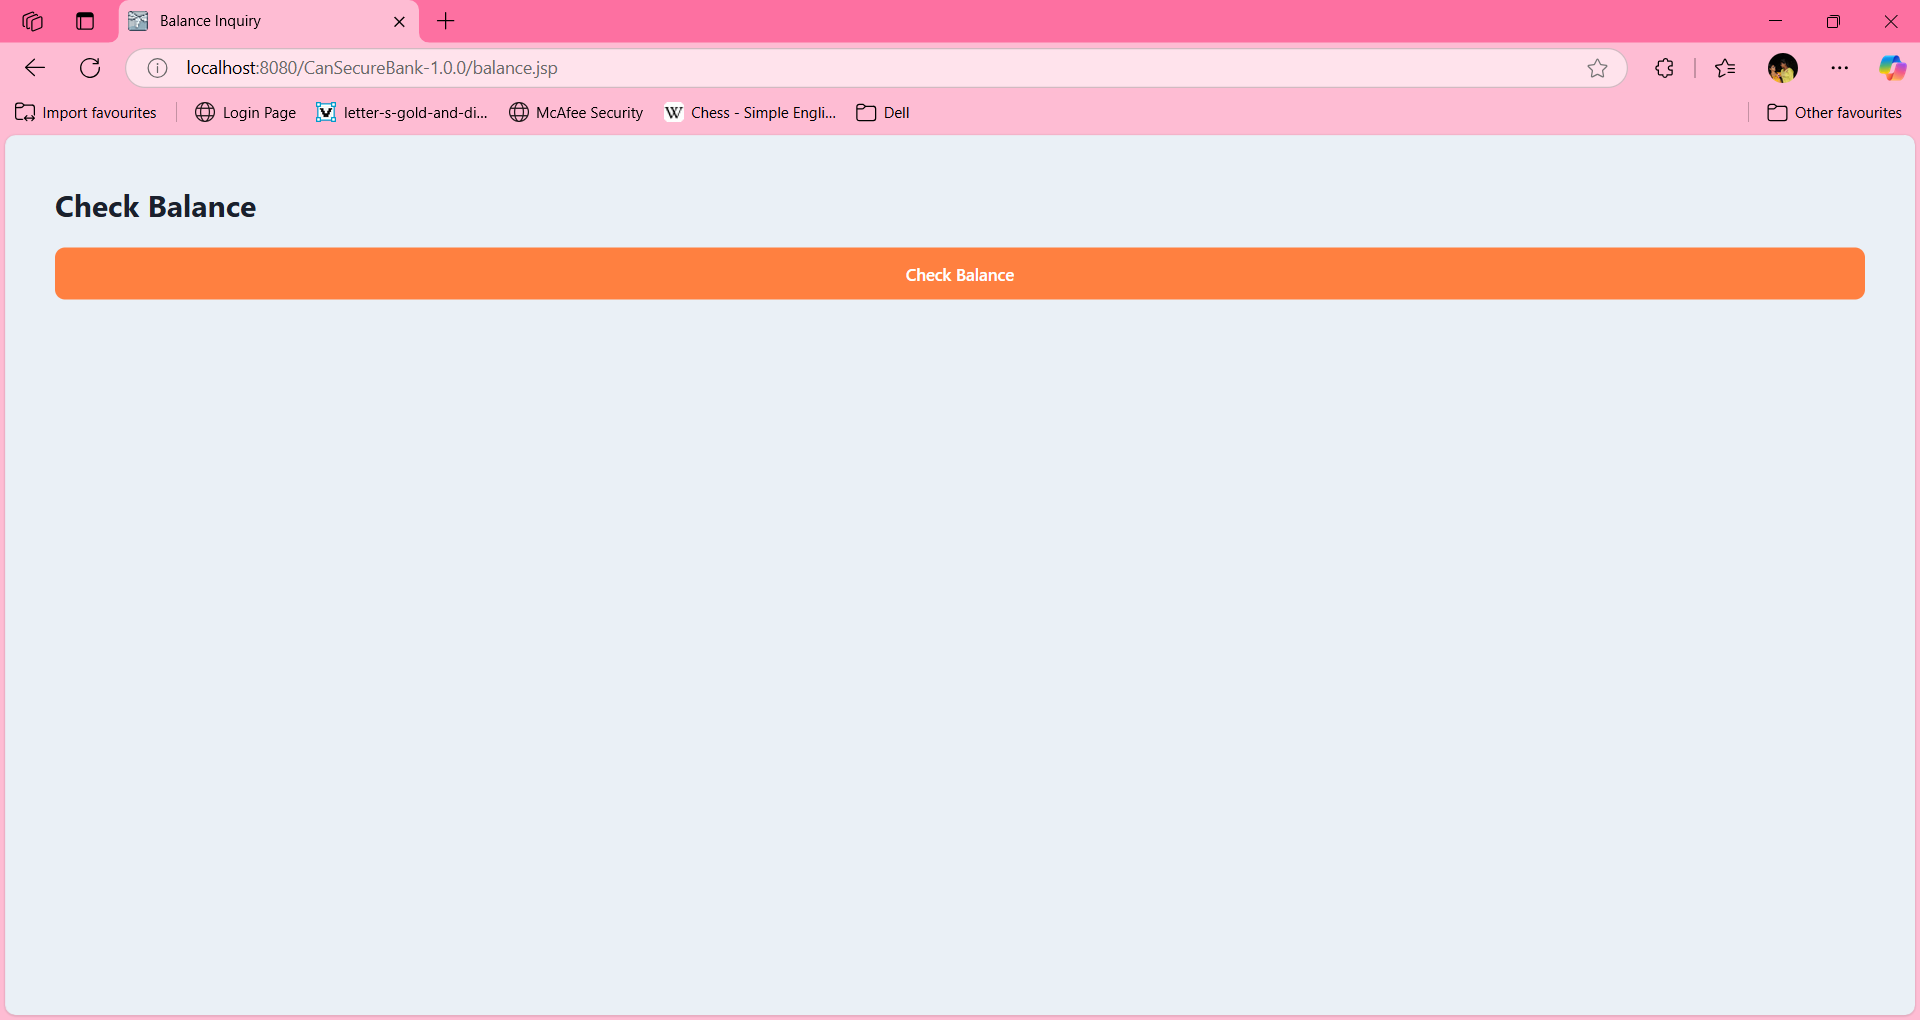 Balance Inquiry
localhost:8080/CanSecureBank-1.0.0/balance.jsp
Import favourites Login Page letter-s-gold-and-di... McAfee Security W Chess - Simple Engli... Dell Other favourites
Check Balance
Check Balance